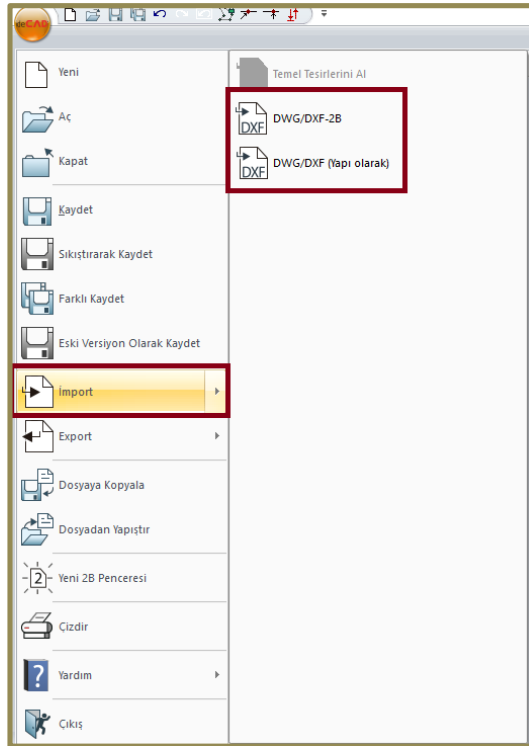 ideCAD
Yeni
Aç
Kapat
Kaydet
Sıkıştırarak Kaydet
Farklı Kaydet
Eski Versiyon Olarak Kaydet
İmport
Export
Dosyaya Kopyala
Dosyadan Yapıştır
2
Yeni 2B Penceresi
Çizdir
?
Yardım
Çıkış
Temel Tesirlerini Al
DXF
DWG/DXF-2B
DXF
DWG/DXF (Yapı olarak)